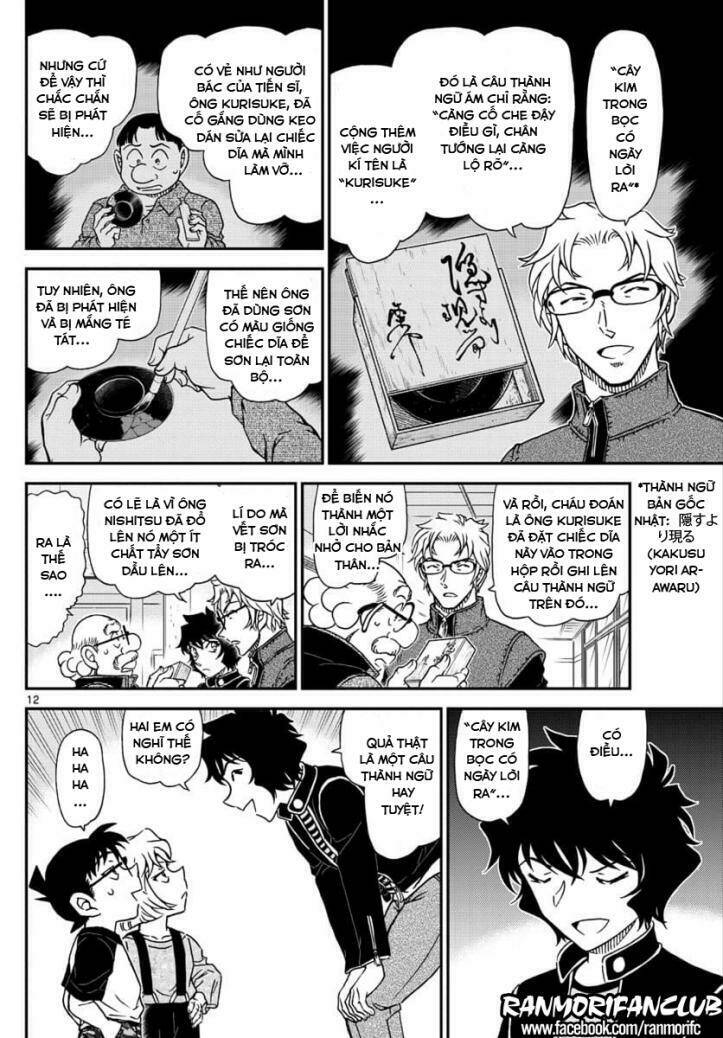 "CÂY
KIM
TRONG
BỌC
CÓ
NGÀY
LÒI
RA"*
ĐÓ LÀ CÂU THÀNH
NGỮ ÁM CHỈ RẰNG:
"CÀNG CỐ CHE ĐẬY
ĐIỀU GÌ, CHÂN
TƯỚNG LẠI CÀNG
LỘ RÕ"...
CỘNG THÊM
VIỆC NGƯỜI
KÍ TÊN LÀ
"KURISUKE"
...
CÓ VẺ NHƯ NGƯỜI
BÁC CỦA TIẾN SĨ,
ÔNG KURISUKE, ĐÃ
CỐ GẮNG DÙNG KEO
DÁN SỬA LẠI CHIẾC
DĨA MÀ MÌNH
LÀM VỠ...
NHƯNG CỨ
ĐỂ VẬY THÌ
CHẮC CHẮN
SẼ BỊ PHÁT
HIỆN...
THẾ NÊN ÔNG
ĐÃ DÙNG SƠN
CÓ MÀU GIỐNG
CHIẾC DĨA ĐỂ
SƠN LẠI TOÀN
BỘ...
TUY NHIÊN, ÔNG
ĐÃ BỊ PHÁT HIỆN
VÀ BỊ MẮNG TÉ
TÁT...
*THÀNH NGỮ
BẢN GỐC
NHẬT: 隠すよ
り現る
(KAKUSU
YORI AR-
AWARU)
VÀ RỒI, CHÁU ĐOÁN
LÀ ÔNG KURISUKE
ĐÃ ĐẶT CHIẾC DĨA
NÀY VÀO TRONG
HỘP RỒI GHI LÊN
CÂU THÀNH NGỮ
TRÊN ĐÓ...
ĐỂ BIẾN NÓ
THÀNH MỘT
LỜI NHẮC
NHỞ CHO BẢN
THÂN...
LÍ DO MÀ
VẾT SƠN
BỊ TRÓC
RA...
CÓ LẼ LÀ VÌ ÔNG
NISHITSU ĐÃ ĐỔ
LÊN NÓ MỘT ÍT
CHẤT TẨY SƠN
DẦU LÊN...
RA LÀ
THẾ
SAO
....
12
CÓ
ĐIỀU...
"CÂY KIM
TRONG
BỌC CÓ
NGÀY LÒI
RA"...
QUẢ THẬT
LÀ MỘT CÂU
THÀNH NGỮ
HAY
TUYỆT!
HAI EM CÓ
NGHĨ THẾ
KHÔNG?
HA
HA
HA
...
RANMORIFANCLUB
www.facebook.com/ranmorifc